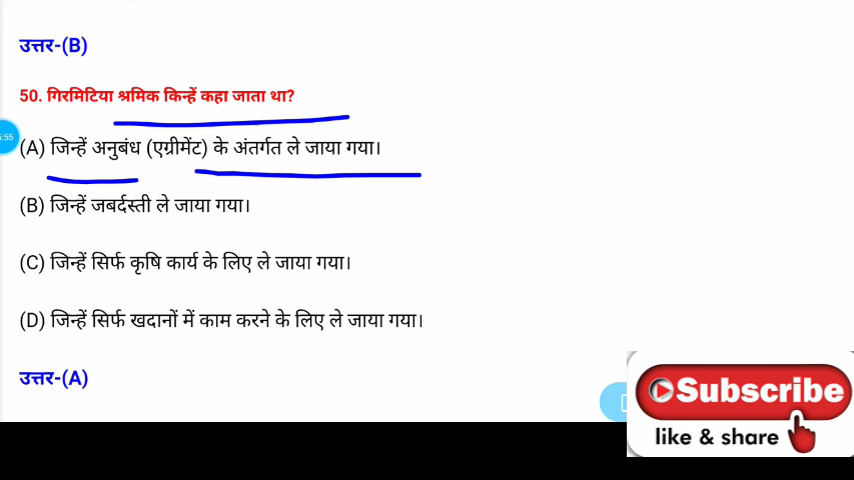 उत्तर-(B)
50. गिरमिटिया श्रमिक किन्हें कहा जाता था?
:55
(A) जिन्हें अनुबंध (एग्रीमेंट) के अंतर्गत ले जाया गया।
(B) जिन्हें जबर्दस्ती ले जाया गया।
(C) जिन्हें सिर्फ कृषि कार्य के लिए ले जाया गया।
(D) जिन्हें सिर्फ खदानों में काम करने के लिए ले जाया गया।
उत्तर-(A)
Subscribe
like & share